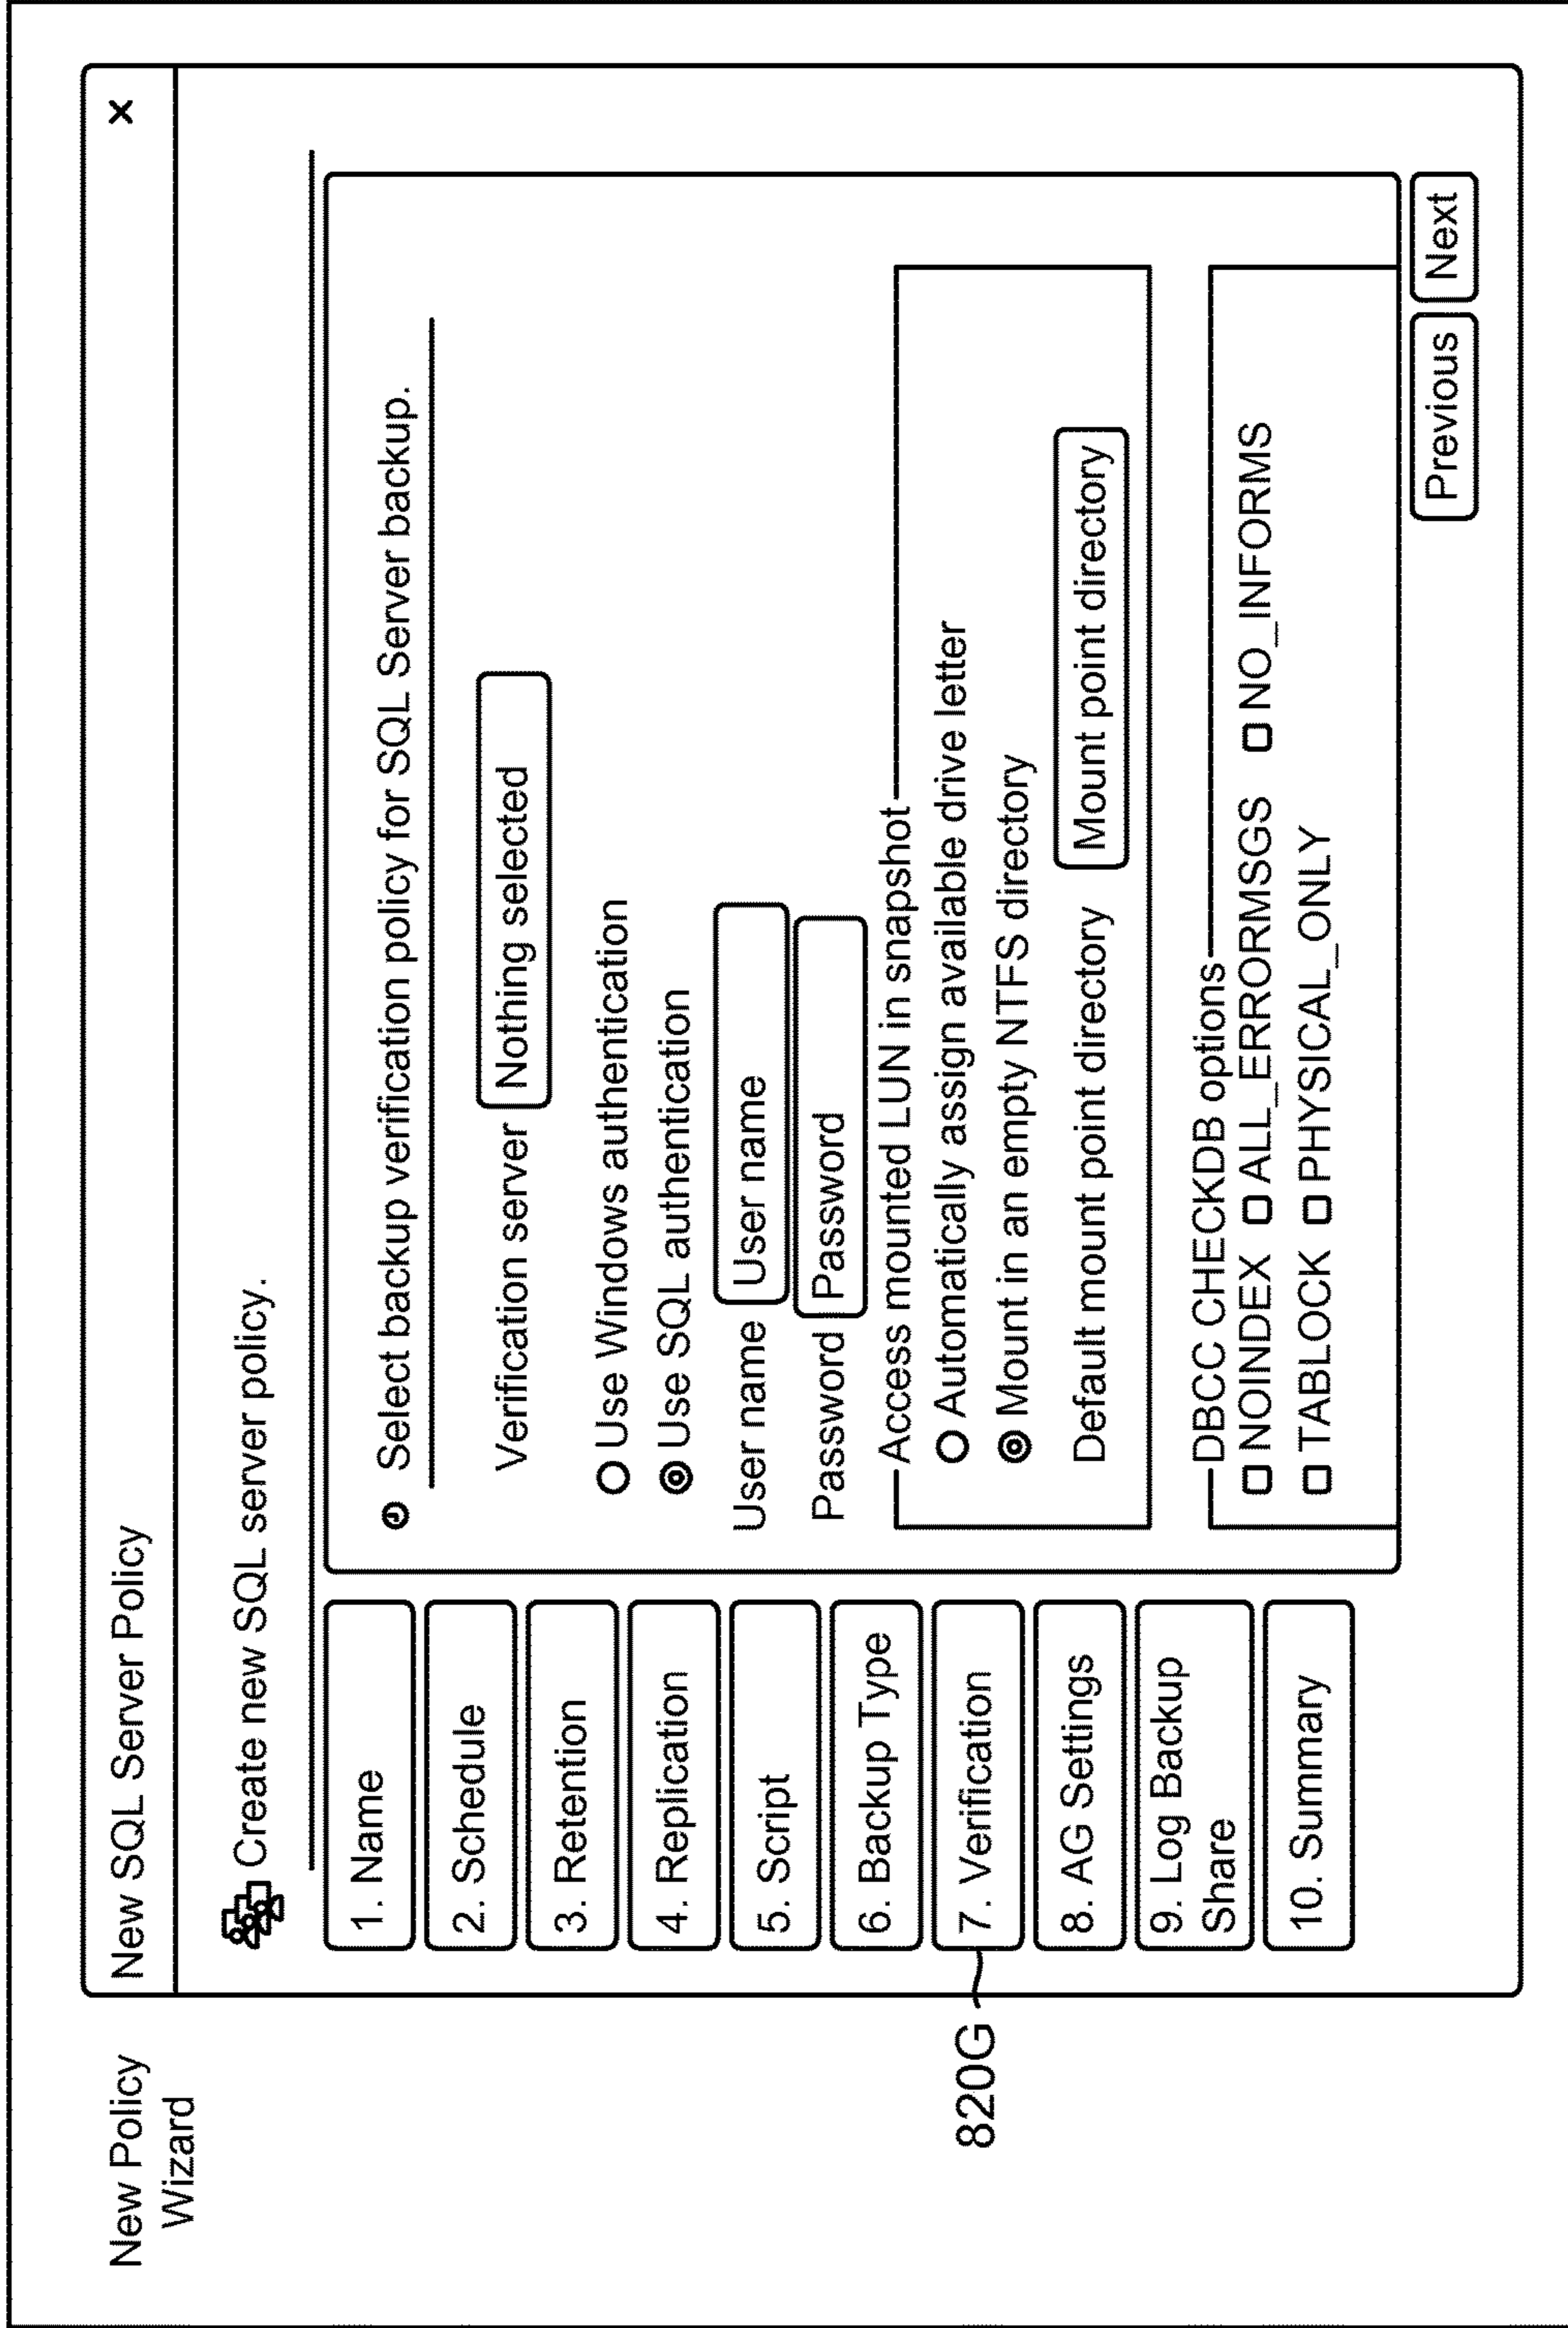 New Policy
Wizard
New SQL Server Policy
X
Create new SQL server policy.
1. Name
2. Schedule
3. Retention
4. Replication
5. Script
6. Backup Type
7. Verification
8. AG Settings
9. Log Backup
Share
10. Summary
820G
Select backup verification policy for SQL Server backup.
Verification server Nothing selected
Use Windows authentication
Use SQL authentication
User name User name
Password Password
Access mounted LUN in snapshot
Automatically assign available drive letter
Mount in an empty NTFS directory
Default mount point directory Mount point directory
DBCC CHECKDB options
NOINDEX ALL_ERRORMSGS NO_INFORMS
TABLOCK PHYSICAL_ONLY
Previous Next